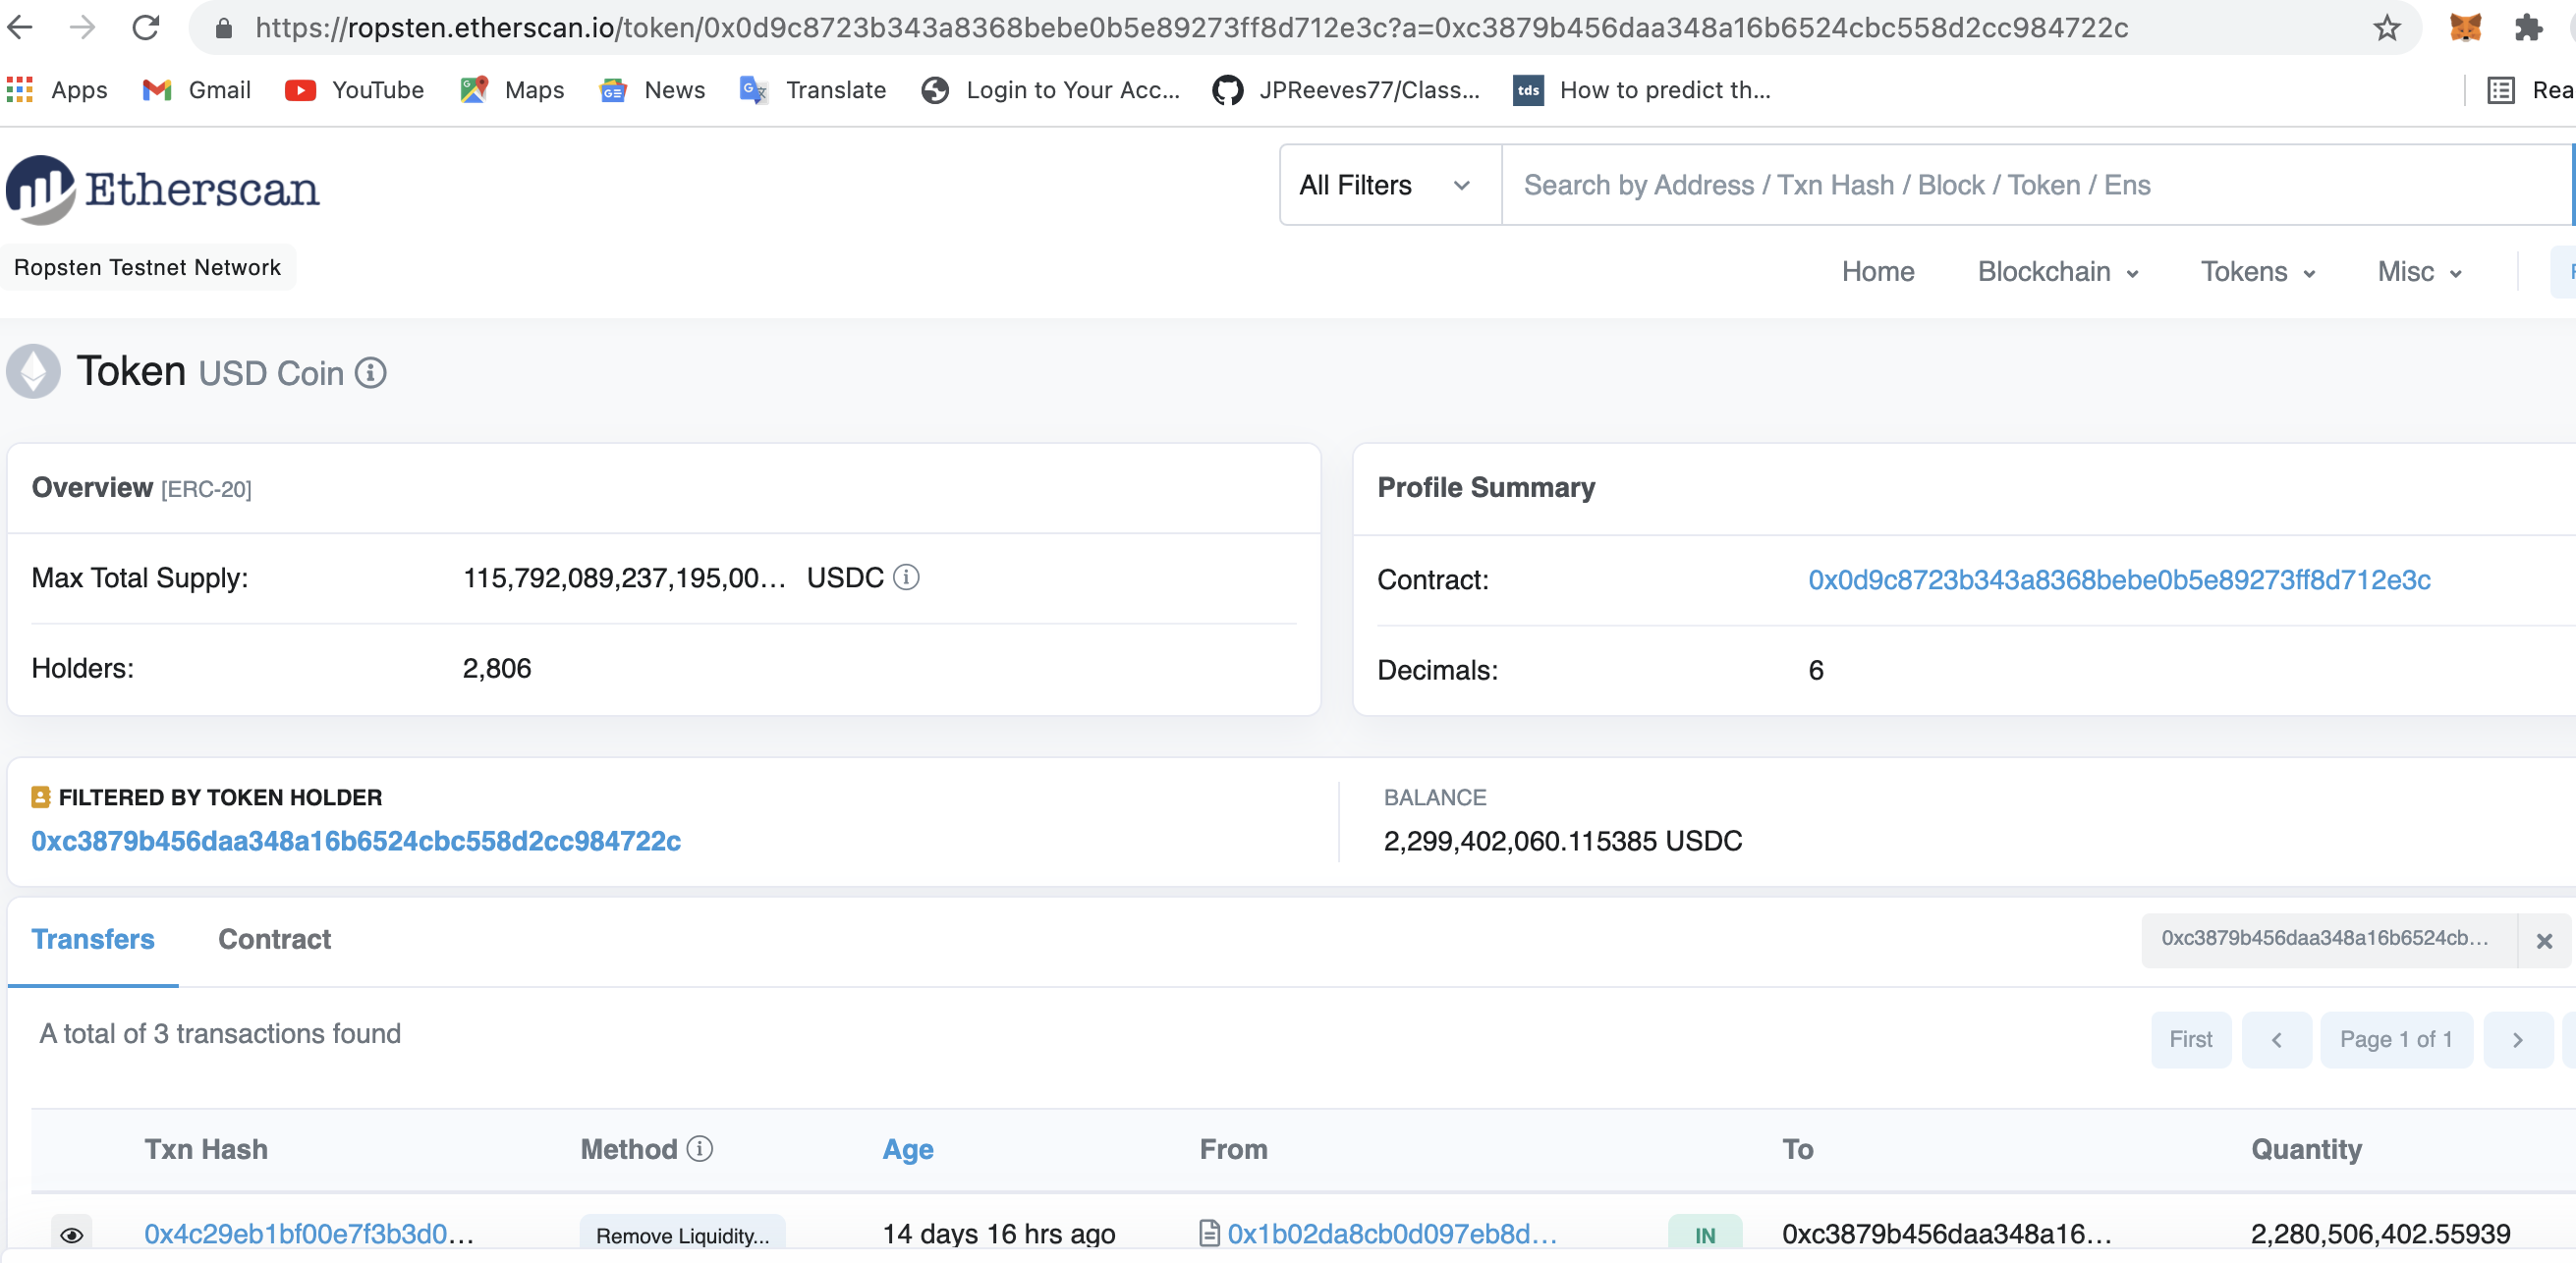 https://ropsten.etherscan.io/token/0x0d9c8723b343a8368bebe0b5e89273ff8d712e3c?a=0xc3879b456daa348a16b6524cbc558d2cc984722c
Apps Gmail YouTube Maps News Translate Login to Your Acc... JPReeves77/Class... tds How to predict th... Rea
Etherscan
All Filters Search by Address / Txn Hash / Block / Token / Ens
Ropsten Testnet Network
Home Blockchain Tokens Misc
Token USD Coin
Overview [ERC-20]
Profile Summary
Max Total Supply: 115,792,089,237,195,00... USDC
Contract: 0x0d9c8723b343a8368bebe0b5e89273ff8d712e3c
Holders: 2,806
Decimals: 6
FILTERED BY TOKEN HOLDER
0xc3879b456daa348a16b6524cbc558d2cc984722c
BALANCE
2,299,402,060.115385 USDC
Transfers Contract
0xc3879b456daa348a16b6524cb...
A total of 3 transactions found
First Page 1 of 1
Txn Hash Method Age From To Quantity
0x4c29eb1bf00e7f3b3d0... Remove Liquidity... 14 days 16 hrs ago 0x1b02da8cb0d097eb8d... IN 0xc3879b456daa348a16... 2,280,506,402.55939